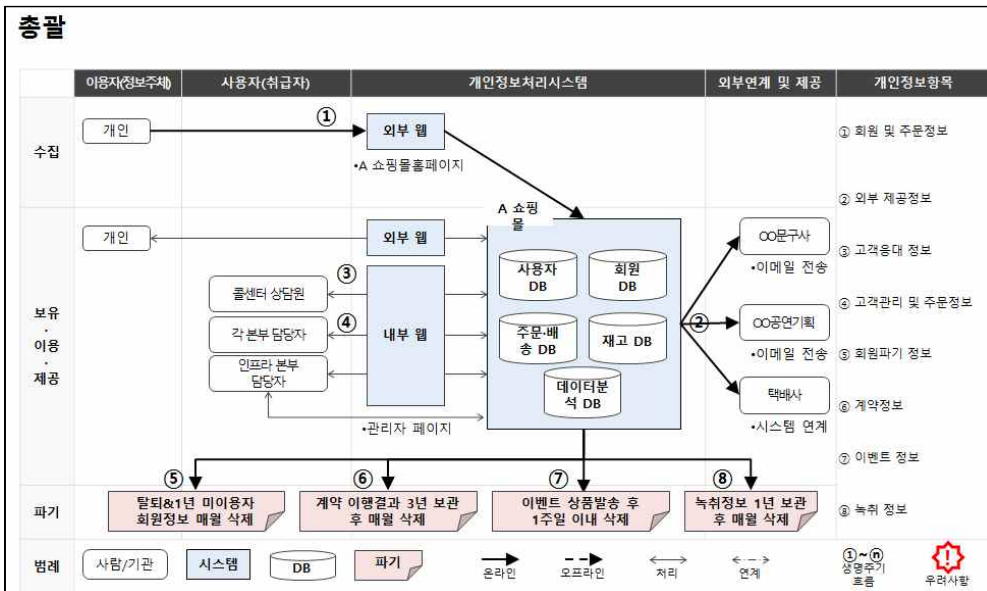 총괄
이용자(정보주체) 사용자(취급자) 개인정보처리시스템 외부연계 및 제공 개인정보항목
수집
개인
①
외부 웹
•A 쇼핑몰홈페이지
① 회원 및 주문정보
② 외부 제공정보
③ 고객응대 정보
④ 고객관리 및 주문정보
⑤ 회원파기 정보
⑥ 계약정보
⑦ 이벤트 정보
⑧ 녹취 정보
보유
·
이용
·
제공
개인
외부 웹
A 쇼핑
몰
사용자
DB
회원
DB
주문·배
송 DB
재고 DB
데이터분
석 DB
③
콜센터 상담원
④
각 본부 담당자
인프라 본부
담당자
내부 웹
•관리자 페이지
②
OO문구사
•이메일 전송
OO공연기획
•이메일 전송
택배사
•시스템 연계
파기
⑤
탈퇴&1년 미이용자
회원정보 매월 삭제
⑥
계약 이행결과 3년 보관
후 매월 삭제
⑦
이벤트 상품발송 후
1주일 이내 삭제
⑧
녹취정보 1년 보관
후 매월 삭제
범례
사람/기관
시스템
DB
파기
온라인
오프라인
처리
연계
①~ⓝ
생명주기
흐름
우려사항